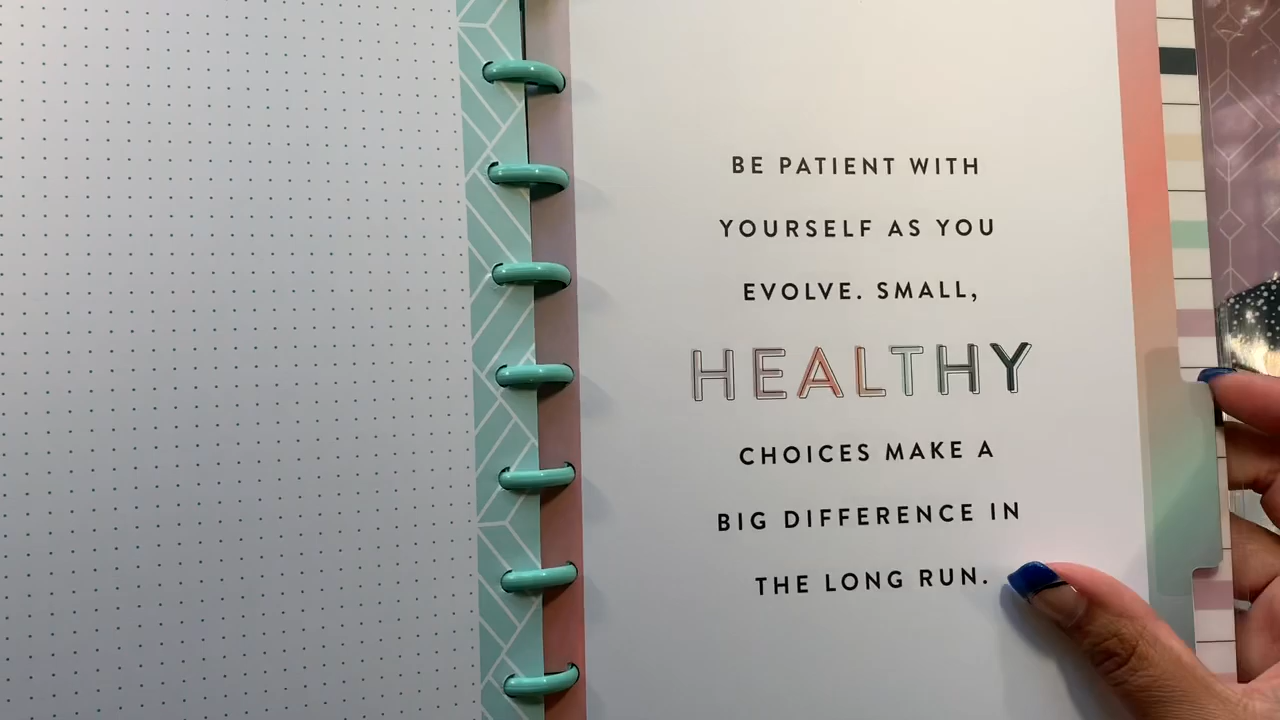 BE PATIENT WITH
YOURSELF AS YOU
EVOLVE. SMALL,
HEALTHY
CHOICES MAKE A
BIG DIFFERENCE IN
THE LONG RUN.